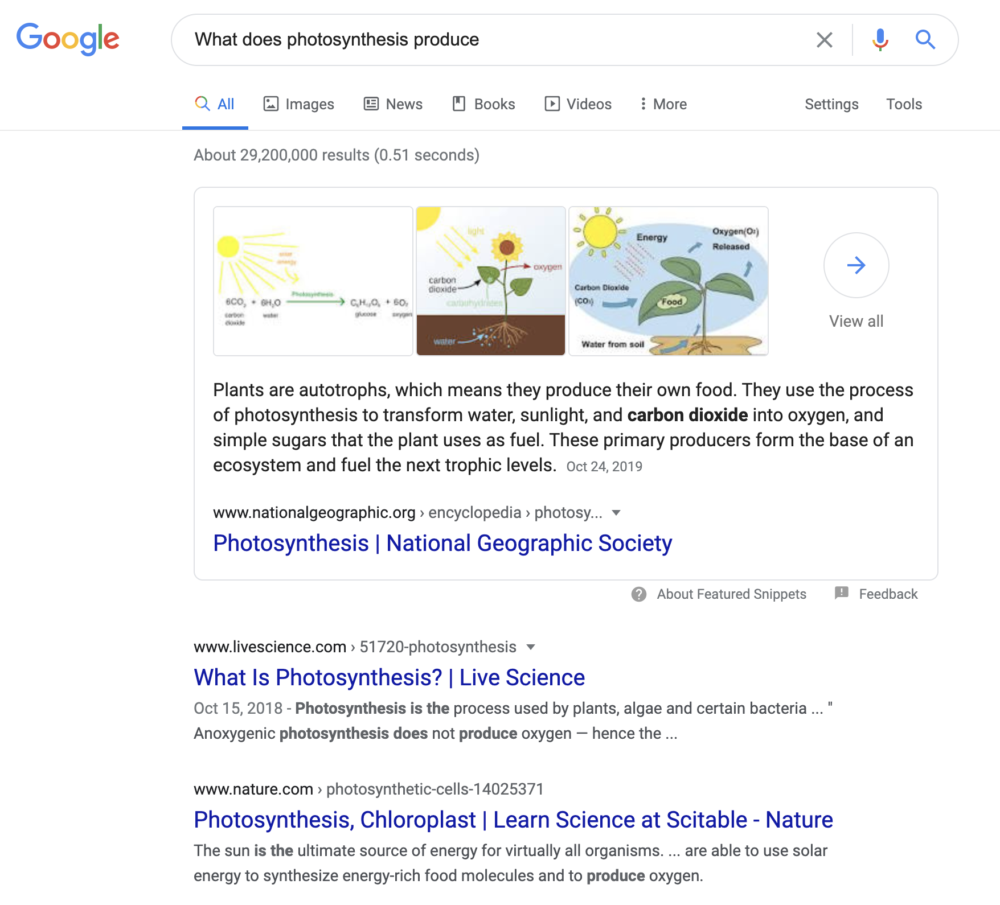 Google
What does photosynthesis produce
All Images News Books Videos More Settings Tools
About 29,200,000 results (0.51 seconds)
solar
energy
Photosynthesis
6CO₂ + 6H₂O C₆H₁₂O₆ + 6O₂
carbon dioxide water glucose oxygen
light
oxygen
carbon
dioxide
carbohydrates
water
Energy
Oxygen(O₂)
Released
Carbon Dioxide
(CO₂)
Food
Water from soil
View all
Plants are autotrophs, which means they produce their own food. They use the process
of photosynthesis to transform water, sunlight, and carbon dioxide into oxygen, and
simple sugars that the plant uses as fuel. These primary producers form the base of an
ecosystem and fuel the next trophic levels. Oct 24, 2019
www.nationalgeographic.org › encyclopedia › photosy...
Photosynthesis | National Geographic Society
About Featured Snippets Feedback
www.livescience.com › 51720-photosynthesis
What Is Photosynthesis? | Live Science
Oct 15, 2018 - Photosynthesis is the process used by plants, algae and certain bacteria ... "
Anoxygenic photosynthesis does not produce oxygen — hence the ...
www.nature.com › photosynthetic-cells-14025371
Photosynthesis, Chloroplast | Learn Science at Scitable - Nature
The sun is the ultimate source of energy for virtually all organisms. ... are able to use solar
energy to synthesize energy-rich food molecules and to produce oxygen.